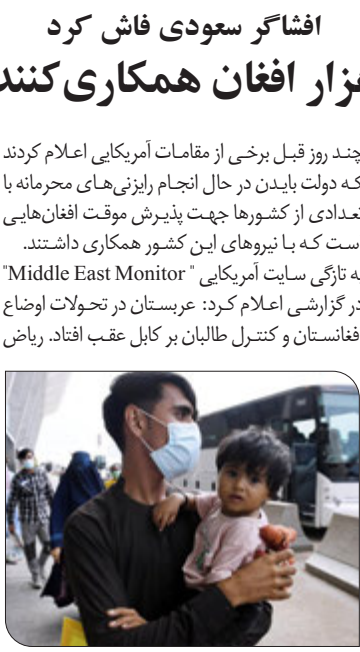 افشاگر سعودی فاش کرد
هزار افغان همکاری‌کنند
چند روز قبل برخی از مقامات آمریکایی اعلام کردند
که دولت بایدن در حال انجام رایزنی‌های محرمانه با
تعدادی از کشورها جهت پذیرش موقت افغان‌هایی
است که با نیروهای این کشور همکاری داشتند.
به تازگی سایت آمریکایی " Middle East Monitor"
در گزارشی اعلام کرد: عربستان در تحولات اوضاع
افغانستان و کنترل طالبان بر کابل عقب افتاد. ریاض